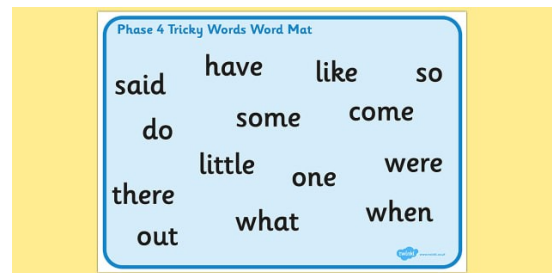 Phase 4 Tricky Words Word Mat
said have like so
do some come
little one were
there what when
out
twinkl